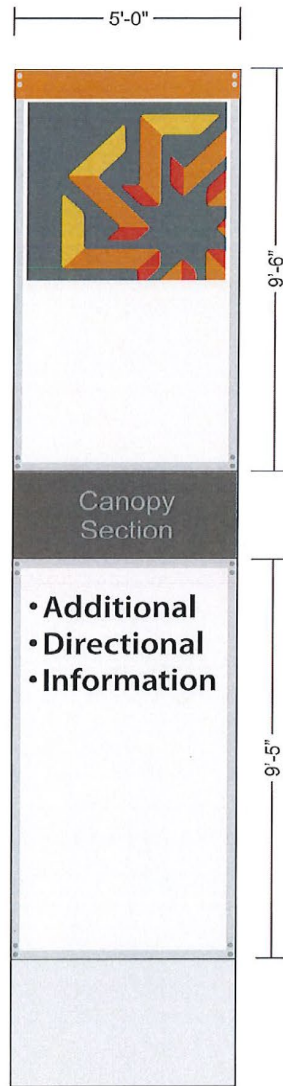 5'-0"
9'-6"
Canopy
Section
•Additional
•Directional
•Information
9'-5"